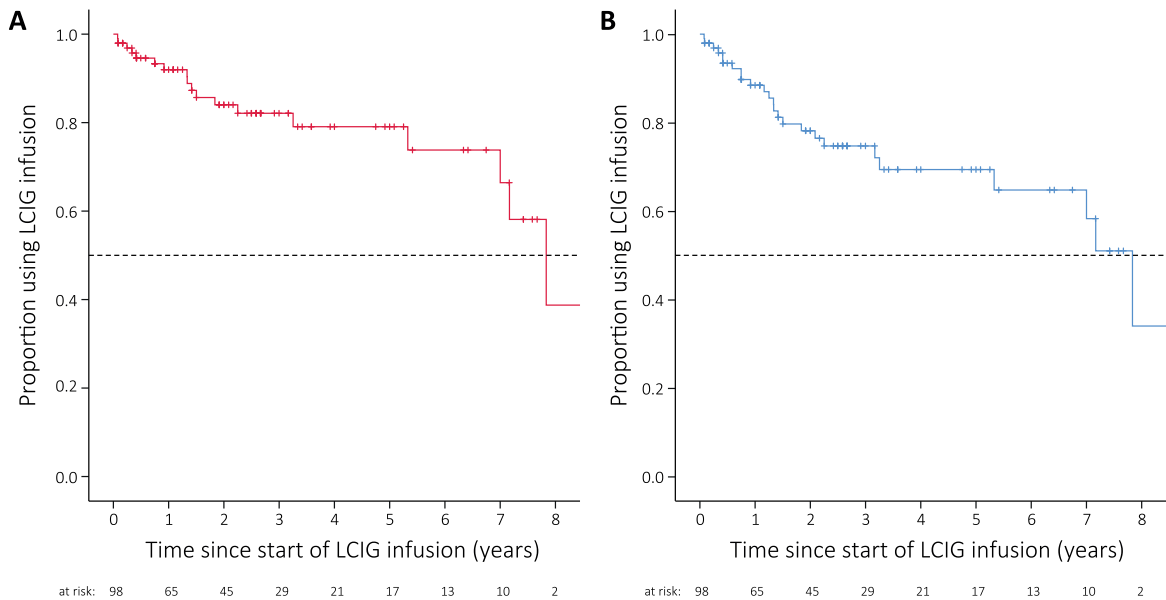 A
Proportion using LCIG infusion
1.0
0.8
0.6
0.4
0.2
0.0
0 1 2 3 4 5 6 7 8
Time since start of LCIG infusion (years)
at risk: 98 65 45 29 21 17 13 10 2
B
Proportion using LCIG infusion
1.0
0.8
0.6
0.4
0.2
0.0
0 1 2 3 4 5 6 7 8
Time since start of LCIG infusion (years)
at risk: 98 65 45 29 21 17 13 10 2